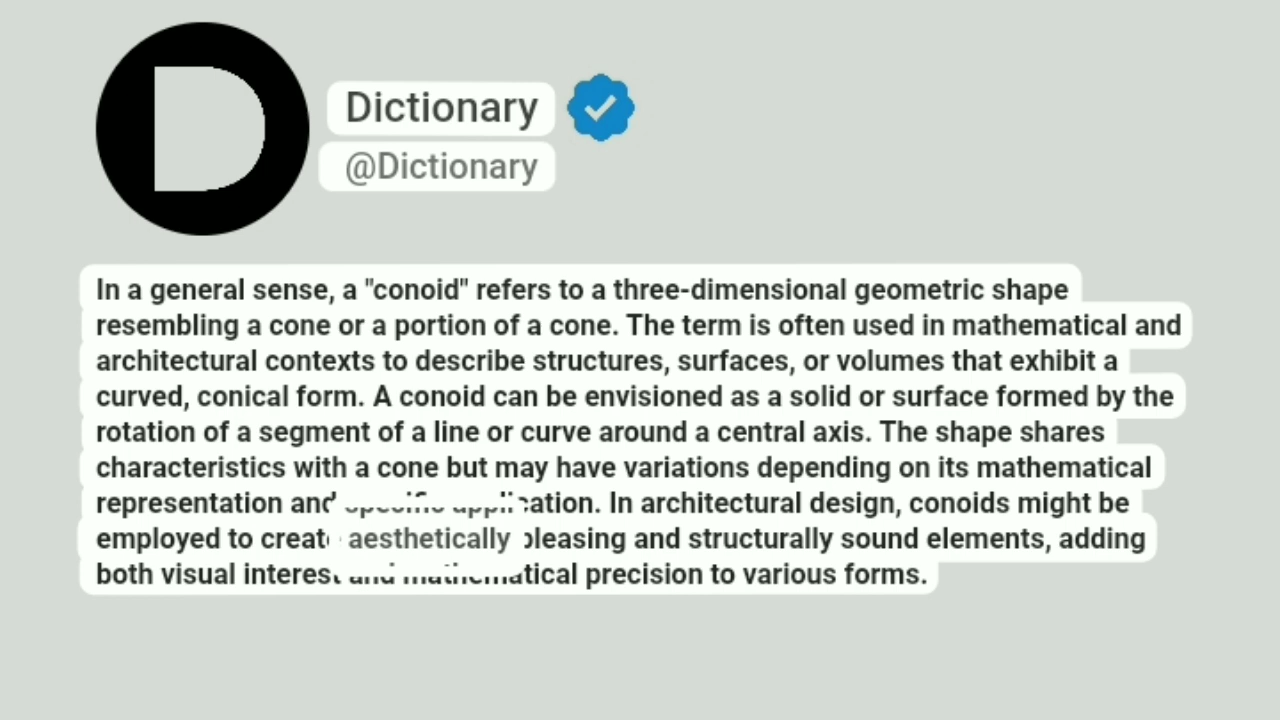 D
Dictionary
@Dictionary
In a general sense, a "conoid" refers to a three-dimensional geometric shape
resembling a cone or a portion of a cone. The term is often used in mathematical and
architectural contexts to describe structures, surfaces, or volumes that exhibit a
curved, conical form. A conoid can be envisioned as a solid or surface formed by the
rotation of a segment of a line or curve around a central axis. The shape shares
characteristics with a cone but may have variations depending on its mathematical
representation and specific application. In architectural design, conoids might be
employed to create aesthetically pleasing and structurally sound elements, adding
both visual interest and mathematical precision to various forms.